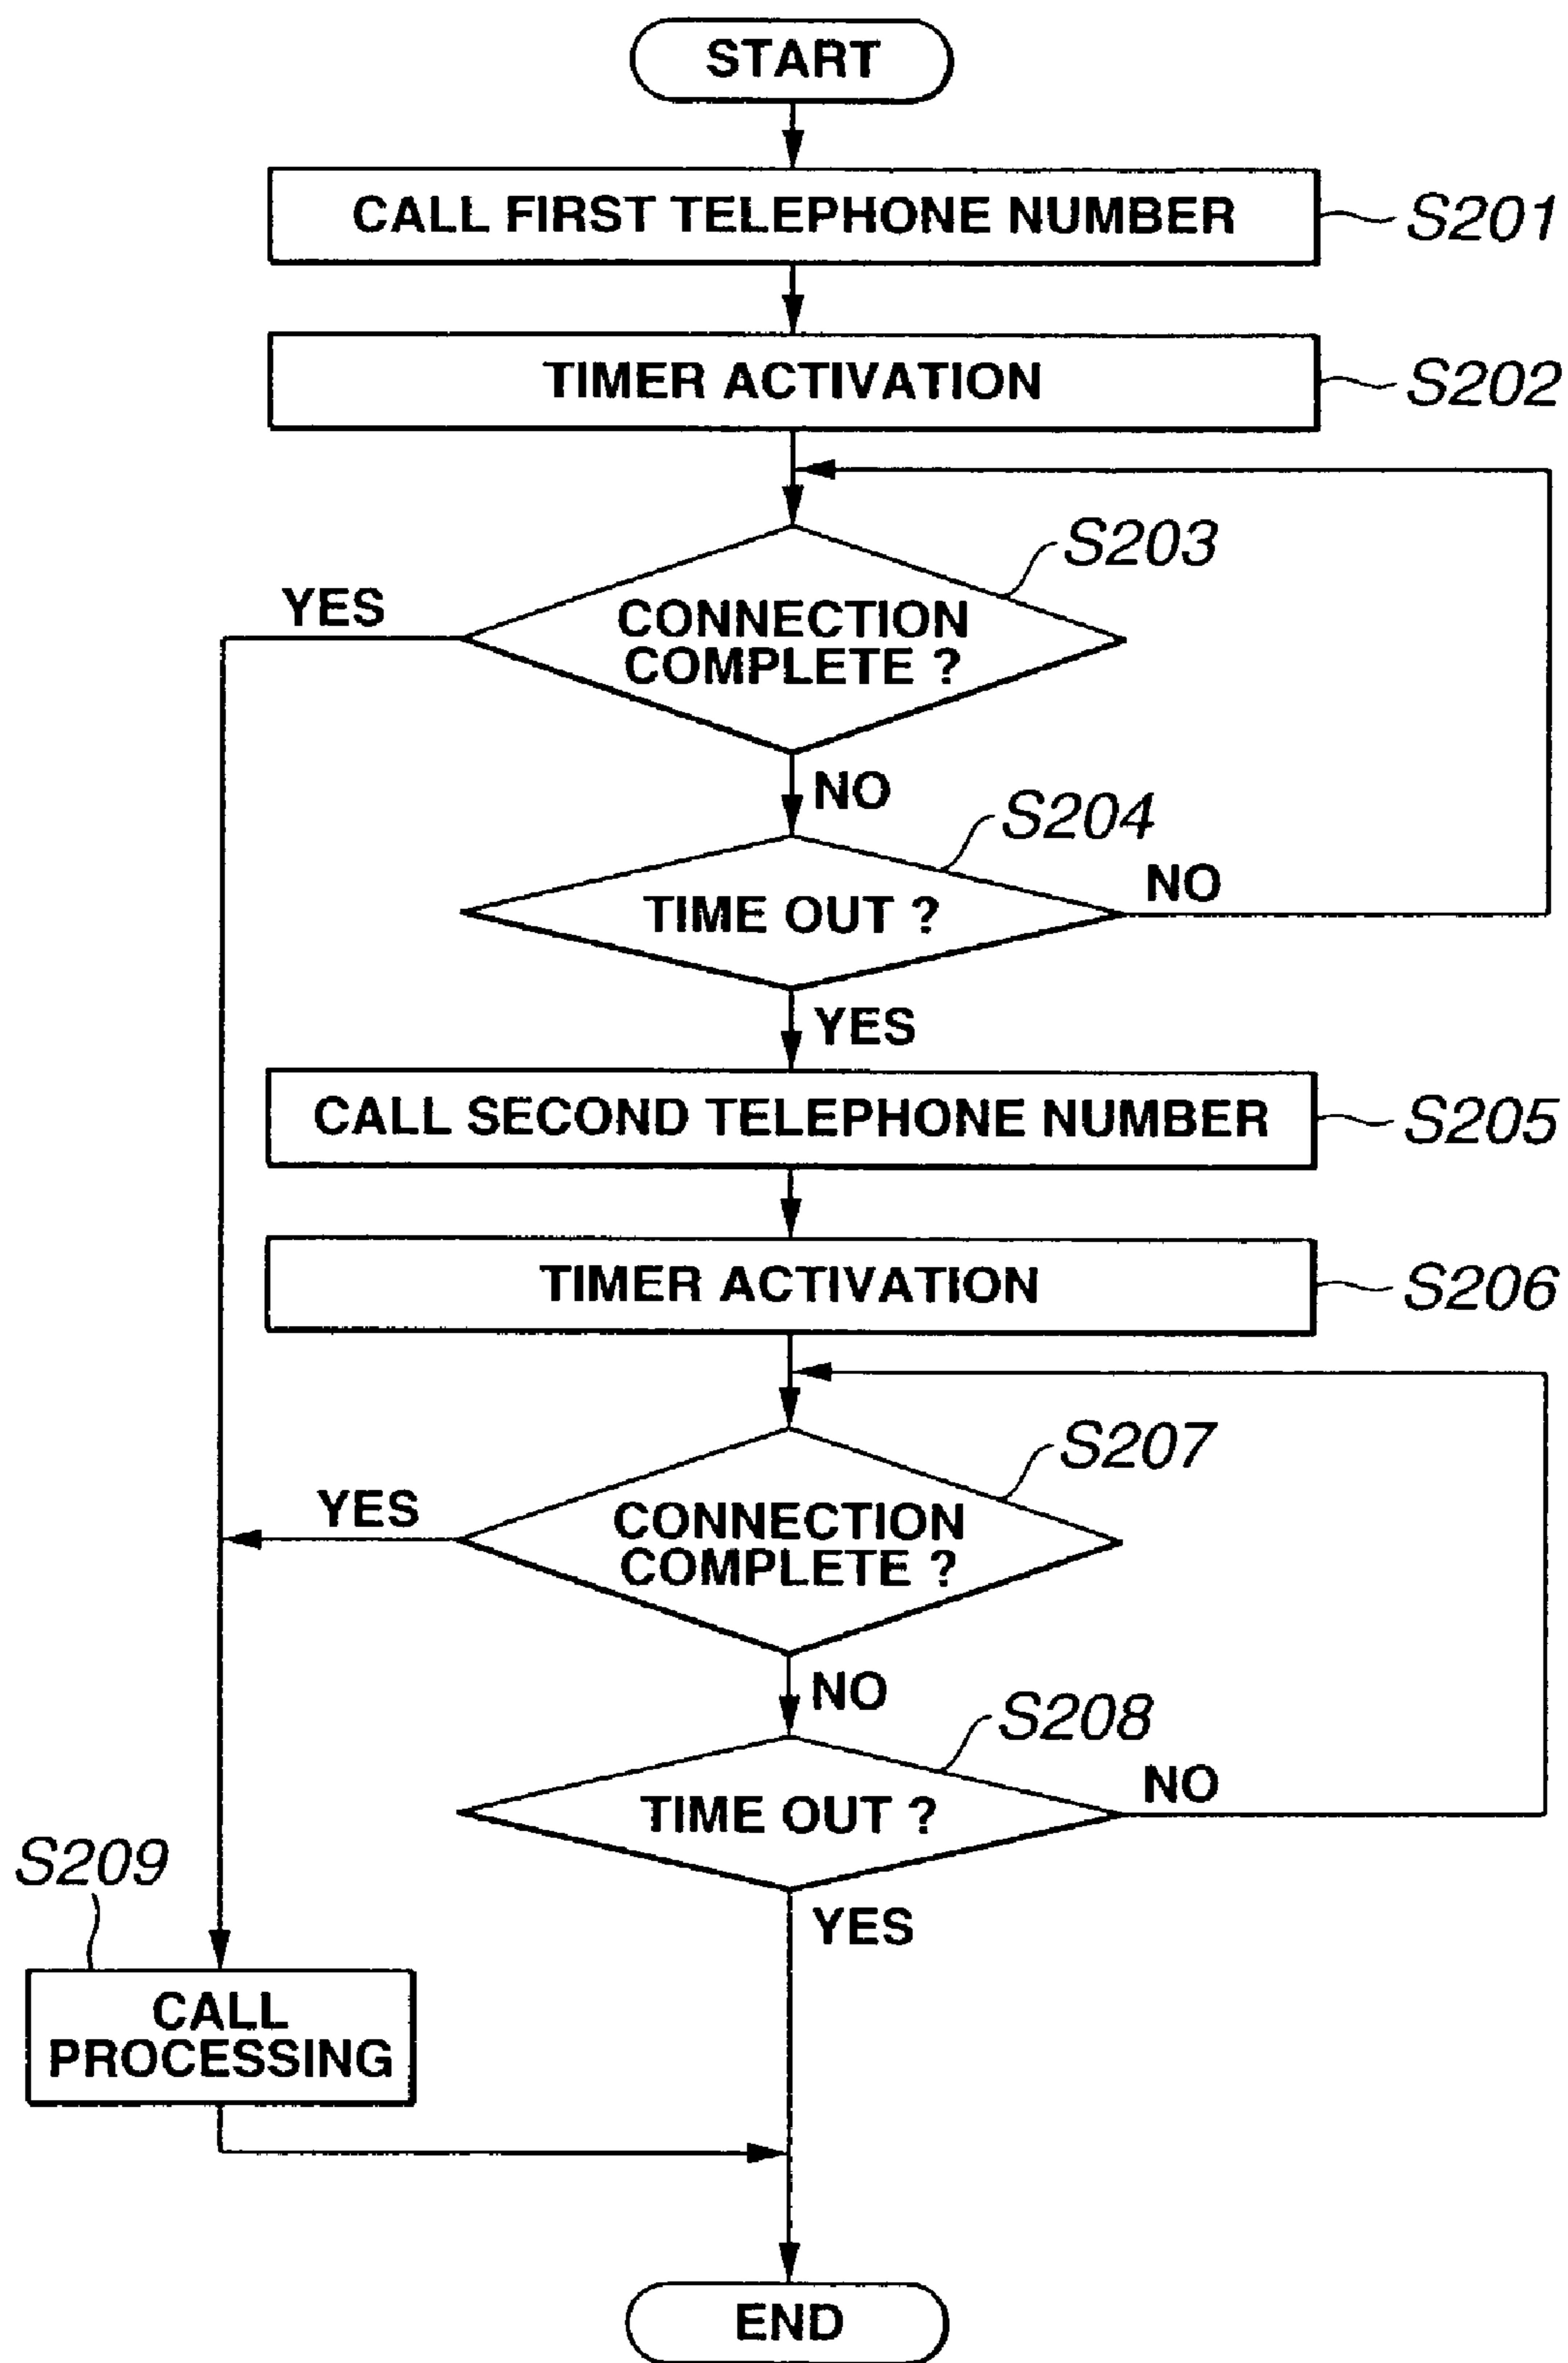 START
CALL FIRST TELEPHONE NUMBER
S201
TIMER ACTIVATION
S202
S203
YES
CONNECTION
COMPLETE ?
NO
S204
TIME OUT ?
NO
YES
CALL SECOND TELEPHONE NUMBER
S205
TIMER ACTIVATION
S206
S207
YES
CONNECTION
COMPLETE ?
NO
S208
TIME OUT ?
NO
S209
YES
CALL
PROCESSING
END